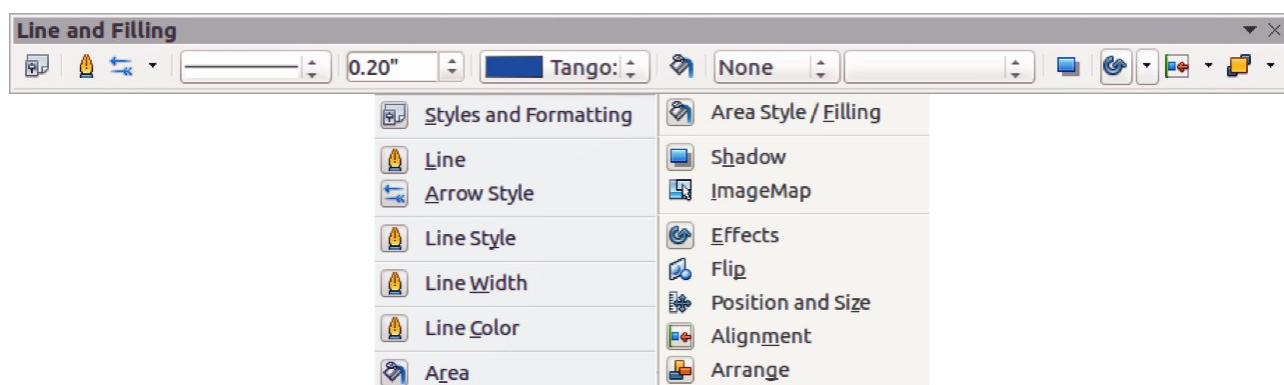 Line and Filling
0.20" Tango: None
Styles and Formatting
Line
Arrow Style
Line Style
Line Width
Line Color
Area
Area Style / Filling
Shadow
ImageMap
Effects
Flip
Position and Size
Alignment
Arrange